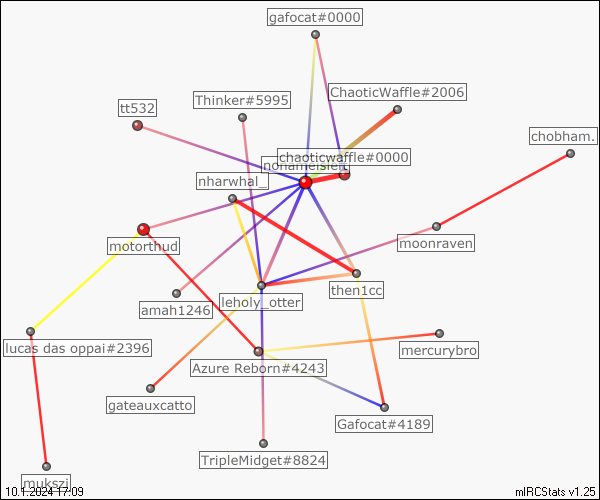 gafocat#0000
ChaoticWaffle#2006
Thinker#5995
tt532
chobham.
chaoticwaffle#0000
nharwhal_
moonraven
motorthud
then1cc
leholy_otter
amah1246
lucas das oppai#2396
mercurybro
Azure Reborn#4243
gateauxcatto
Gafocat#4189
TripleMidget#8824
mukszi
10.1.2024 17:09
mIRCStats v1.25